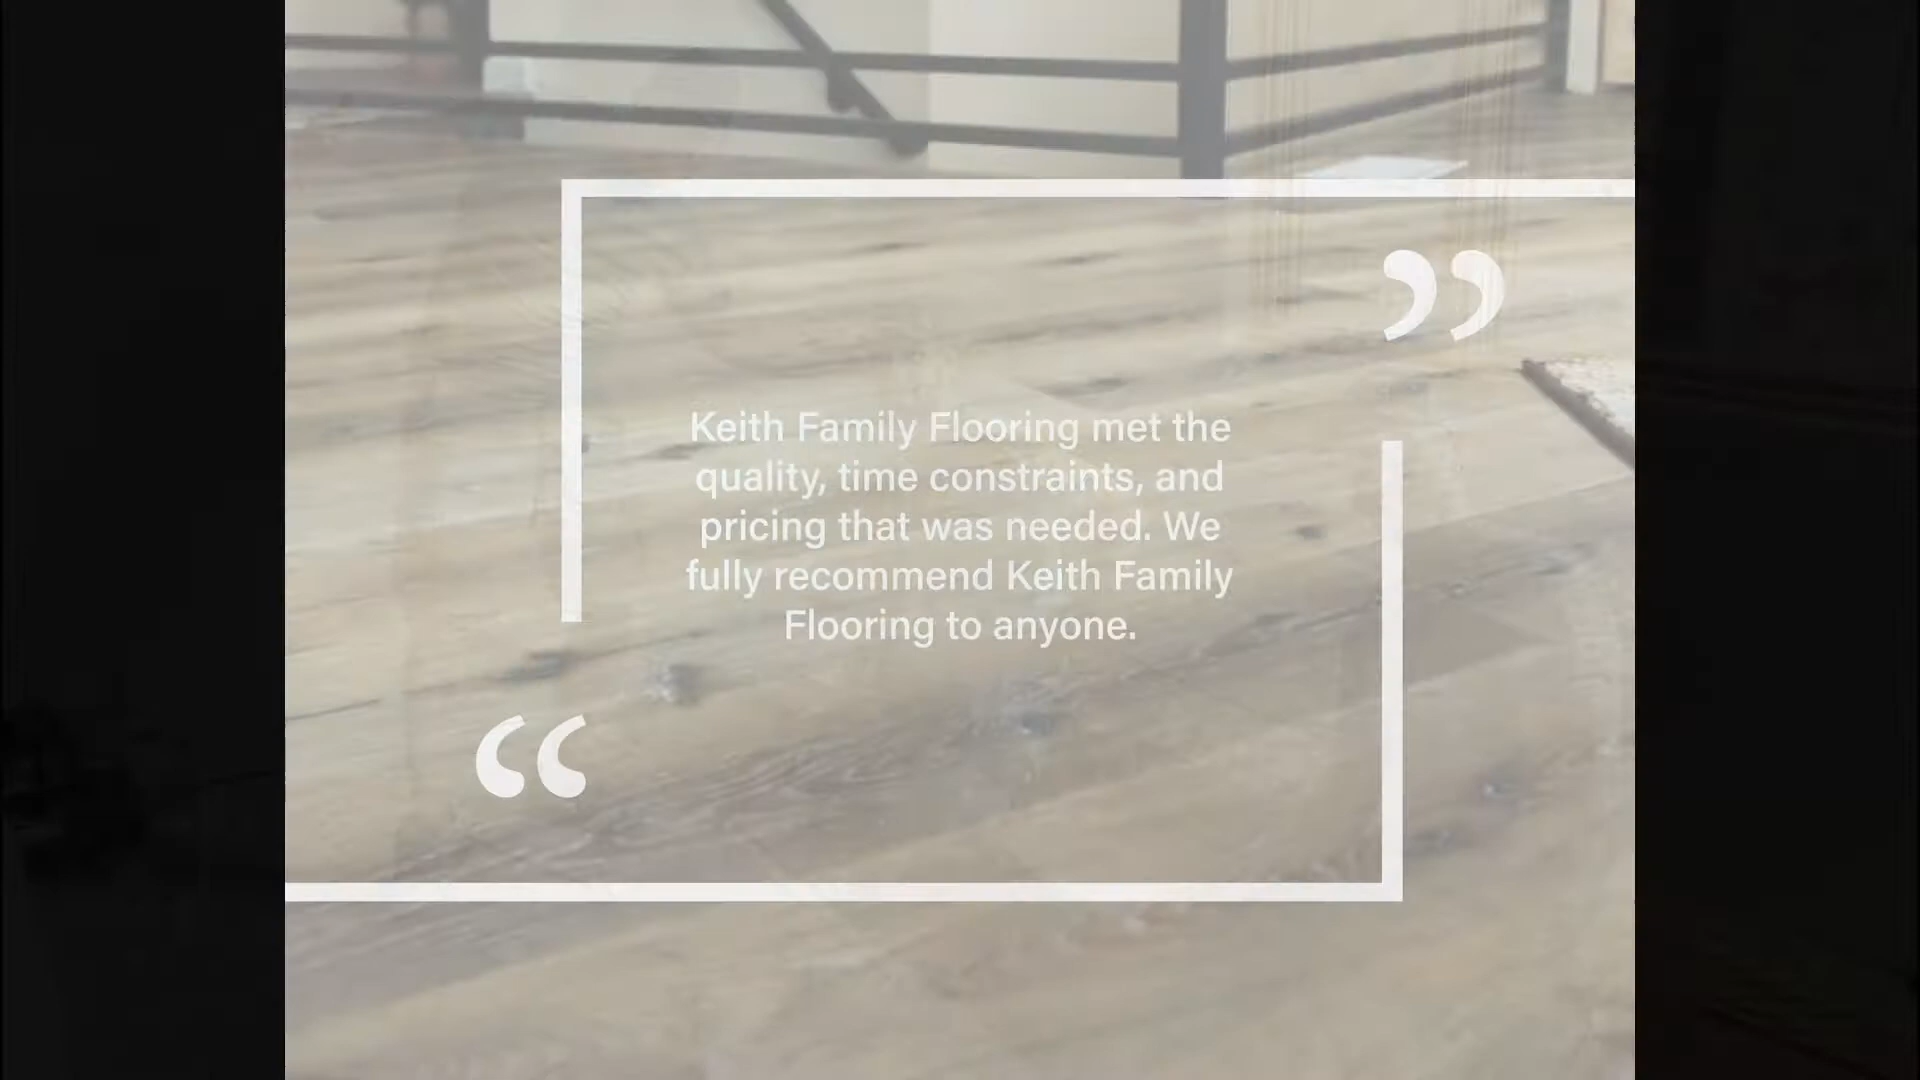 Keith Family Flooring met the
quality, time constraints, and
pricing that was needed. We
fully recommend Keith Family
Flooring to anyone.